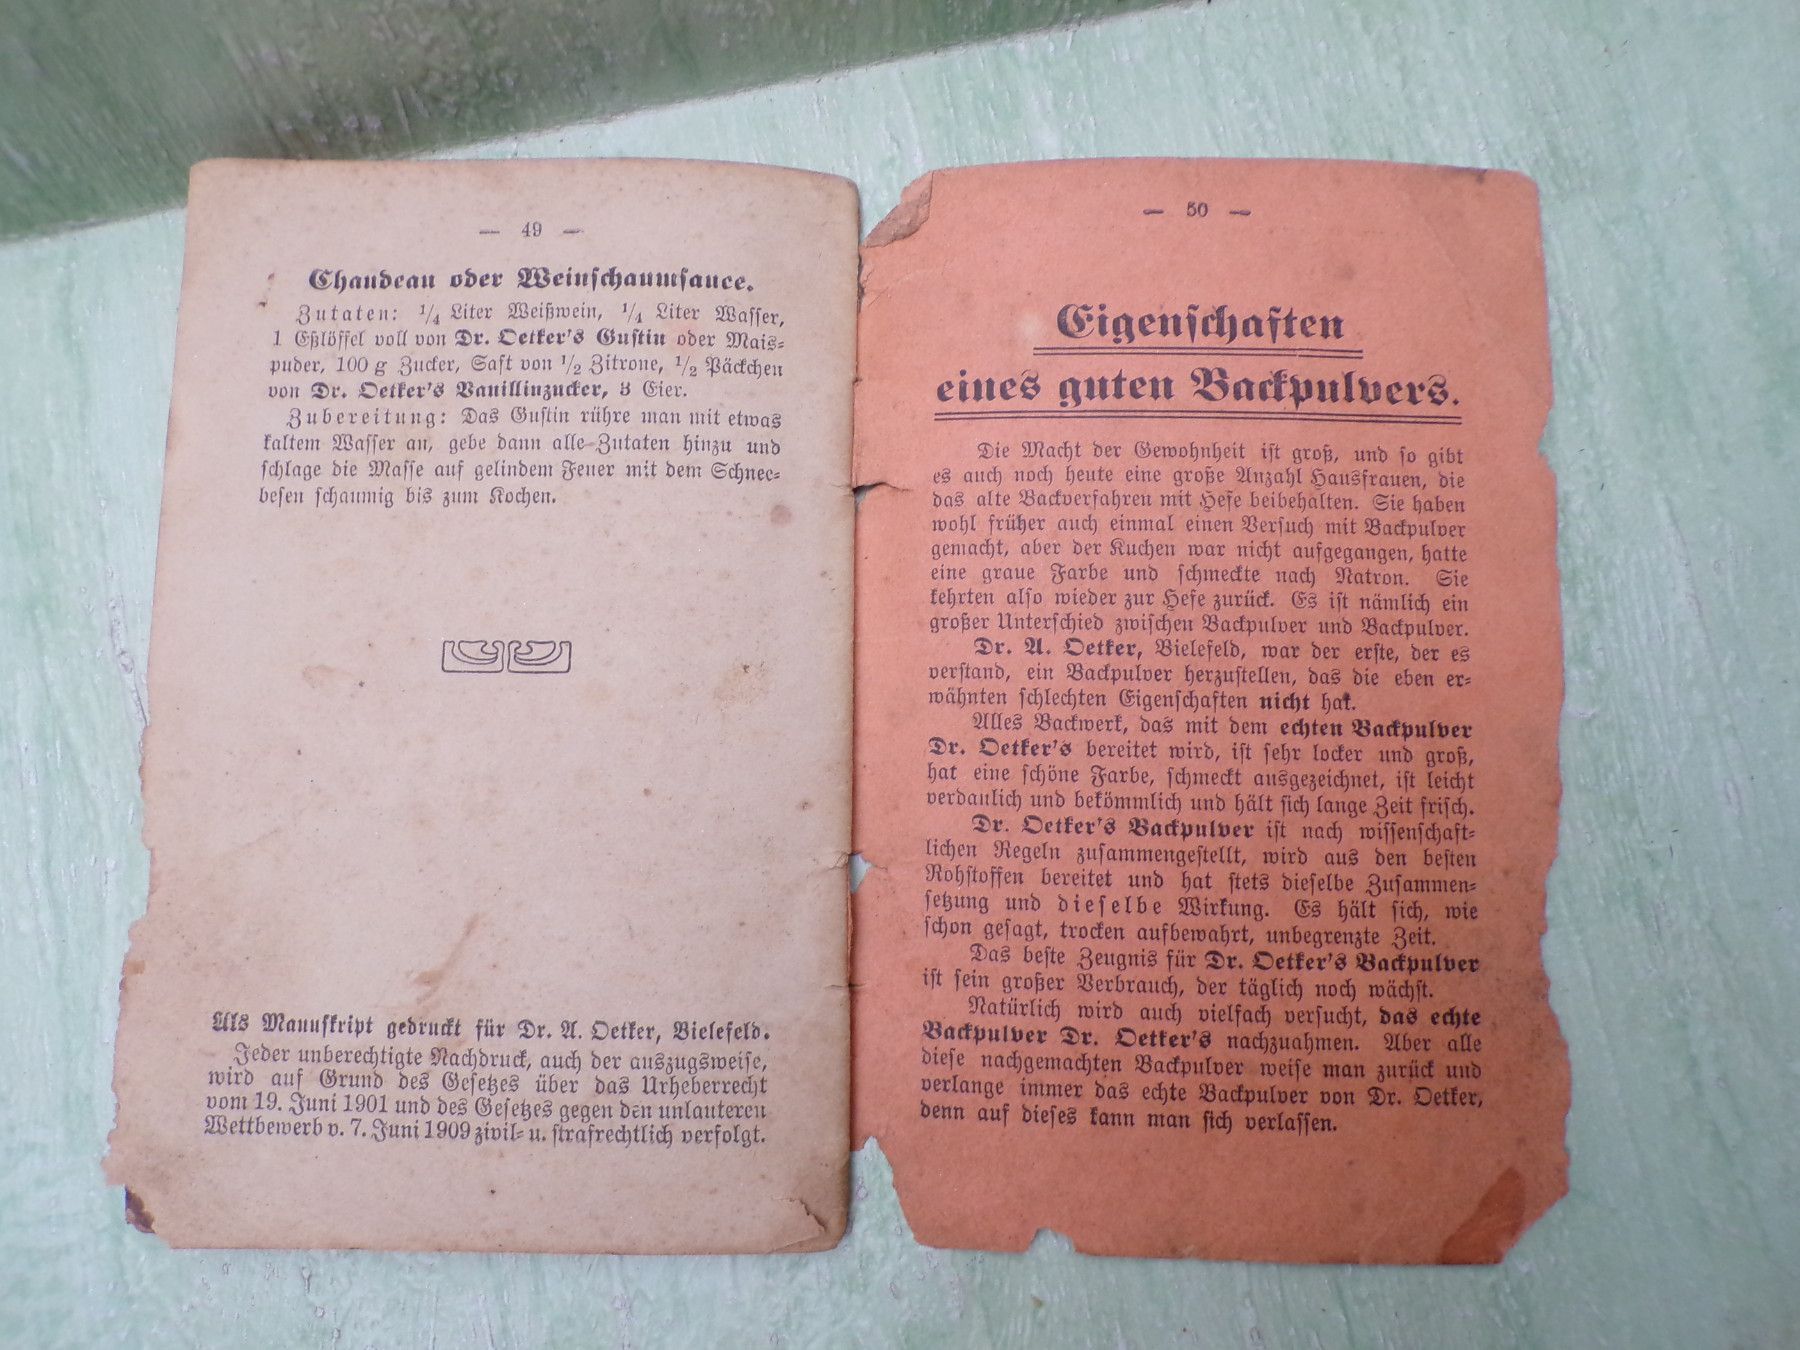 — 49 —
Chaudeau oder Weinschaumsauce.
Zutaten: 1/4 Liter Weißwein, 1/4 Liter Wasser,
1 Eßlöffel voll von Dr. Oetker's Gustin oder Mais-
puder, 100 g Zucker, Saft von 1/2 Zitrone, 1/2 Päckchen
von Dr. Oetker's Vanillinzucker, 3 Eier.
Zubereitung: Das Gustin rühre man mit etwas
kaltem Wasser an, gebe dann alle Zutaten hinzu und
schlage die Masse auf gelindem Feuer mit dem Schnee-
besen schaumig bis zum Kochen.
Als Manuskript gedruckt für Dr. A. Oetker, Bielefeld.
Jeder unberechtigte Nachdruck, auch der auszugsweise,
wird auf Grund des Gesetzes über das Urheberrecht
vom 19. Juni 1901 und des Gesetzes gegen den unlauteren
Wettbewerb v. 7. Juni 1909 zivil- u. strafrechtlich verfolgt.
— 50 —
Eigenschaften
eines guten Backpulvers.
Die Macht der Gewohnheit ist groß, und so gibt
es auch noch heute eine große Anzahl Hausfrauen, die
das alte Backverfahren mit Hefe beibehalten. Sie haben
wohl früher auch einmal einen Versuch mit Backpulver
gemacht, aber der Kuchen war nicht aufgegangen, hatte
eine graue Farbe und schmeckte nach Natron. Sie
kehrten also wieder zur Hefe zurück. Es ist nämlich ein
großer Unterschied zwischen Backpulver und Backpulver.
Dr. A. Oetker, Bielefeld, war der erste, der es
verstand, ein Backpulver herzustellen, das die eben er-
wähnten schlechten Eigenschaften nicht hat.
Alles Backwerk, das mit dem echten Backpulver
Dr. Oetker's bereitet wird, ist sehr locker und groß,
hat eine schöne Farbe, schmeckt ausgezeichnet, ist leicht
verdaulich und bekömmlich und hält sich lange Zeit frisch.
Dr. Oetker's Backpulver ist nach wissenschaft-
lichen Regeln zusammengestellt, wird aus den besten
Rohstoffen bereitet und hat stets dieselbe Zusammen-
setzung und dieselbe Wirkung. Es hält sich, wie
schon gesagt, trocken aufbewahrt, unbegrenzte Zeit.
Das beste Zeugnis für Dr. Oetker's Backpulver
ist sein großer Verbrauch, der täglich noch wächst.
Natürlich wird auch vielfach versucht, das echte
Backpulver Dr. Oetker's nachzuahmen. Aber alle
diese nachgemachten Backpulver weise man zurück und
verlange immer das echte Backpulver von Dr. Oetker,
denn auf dieses kann man sich verlassen.